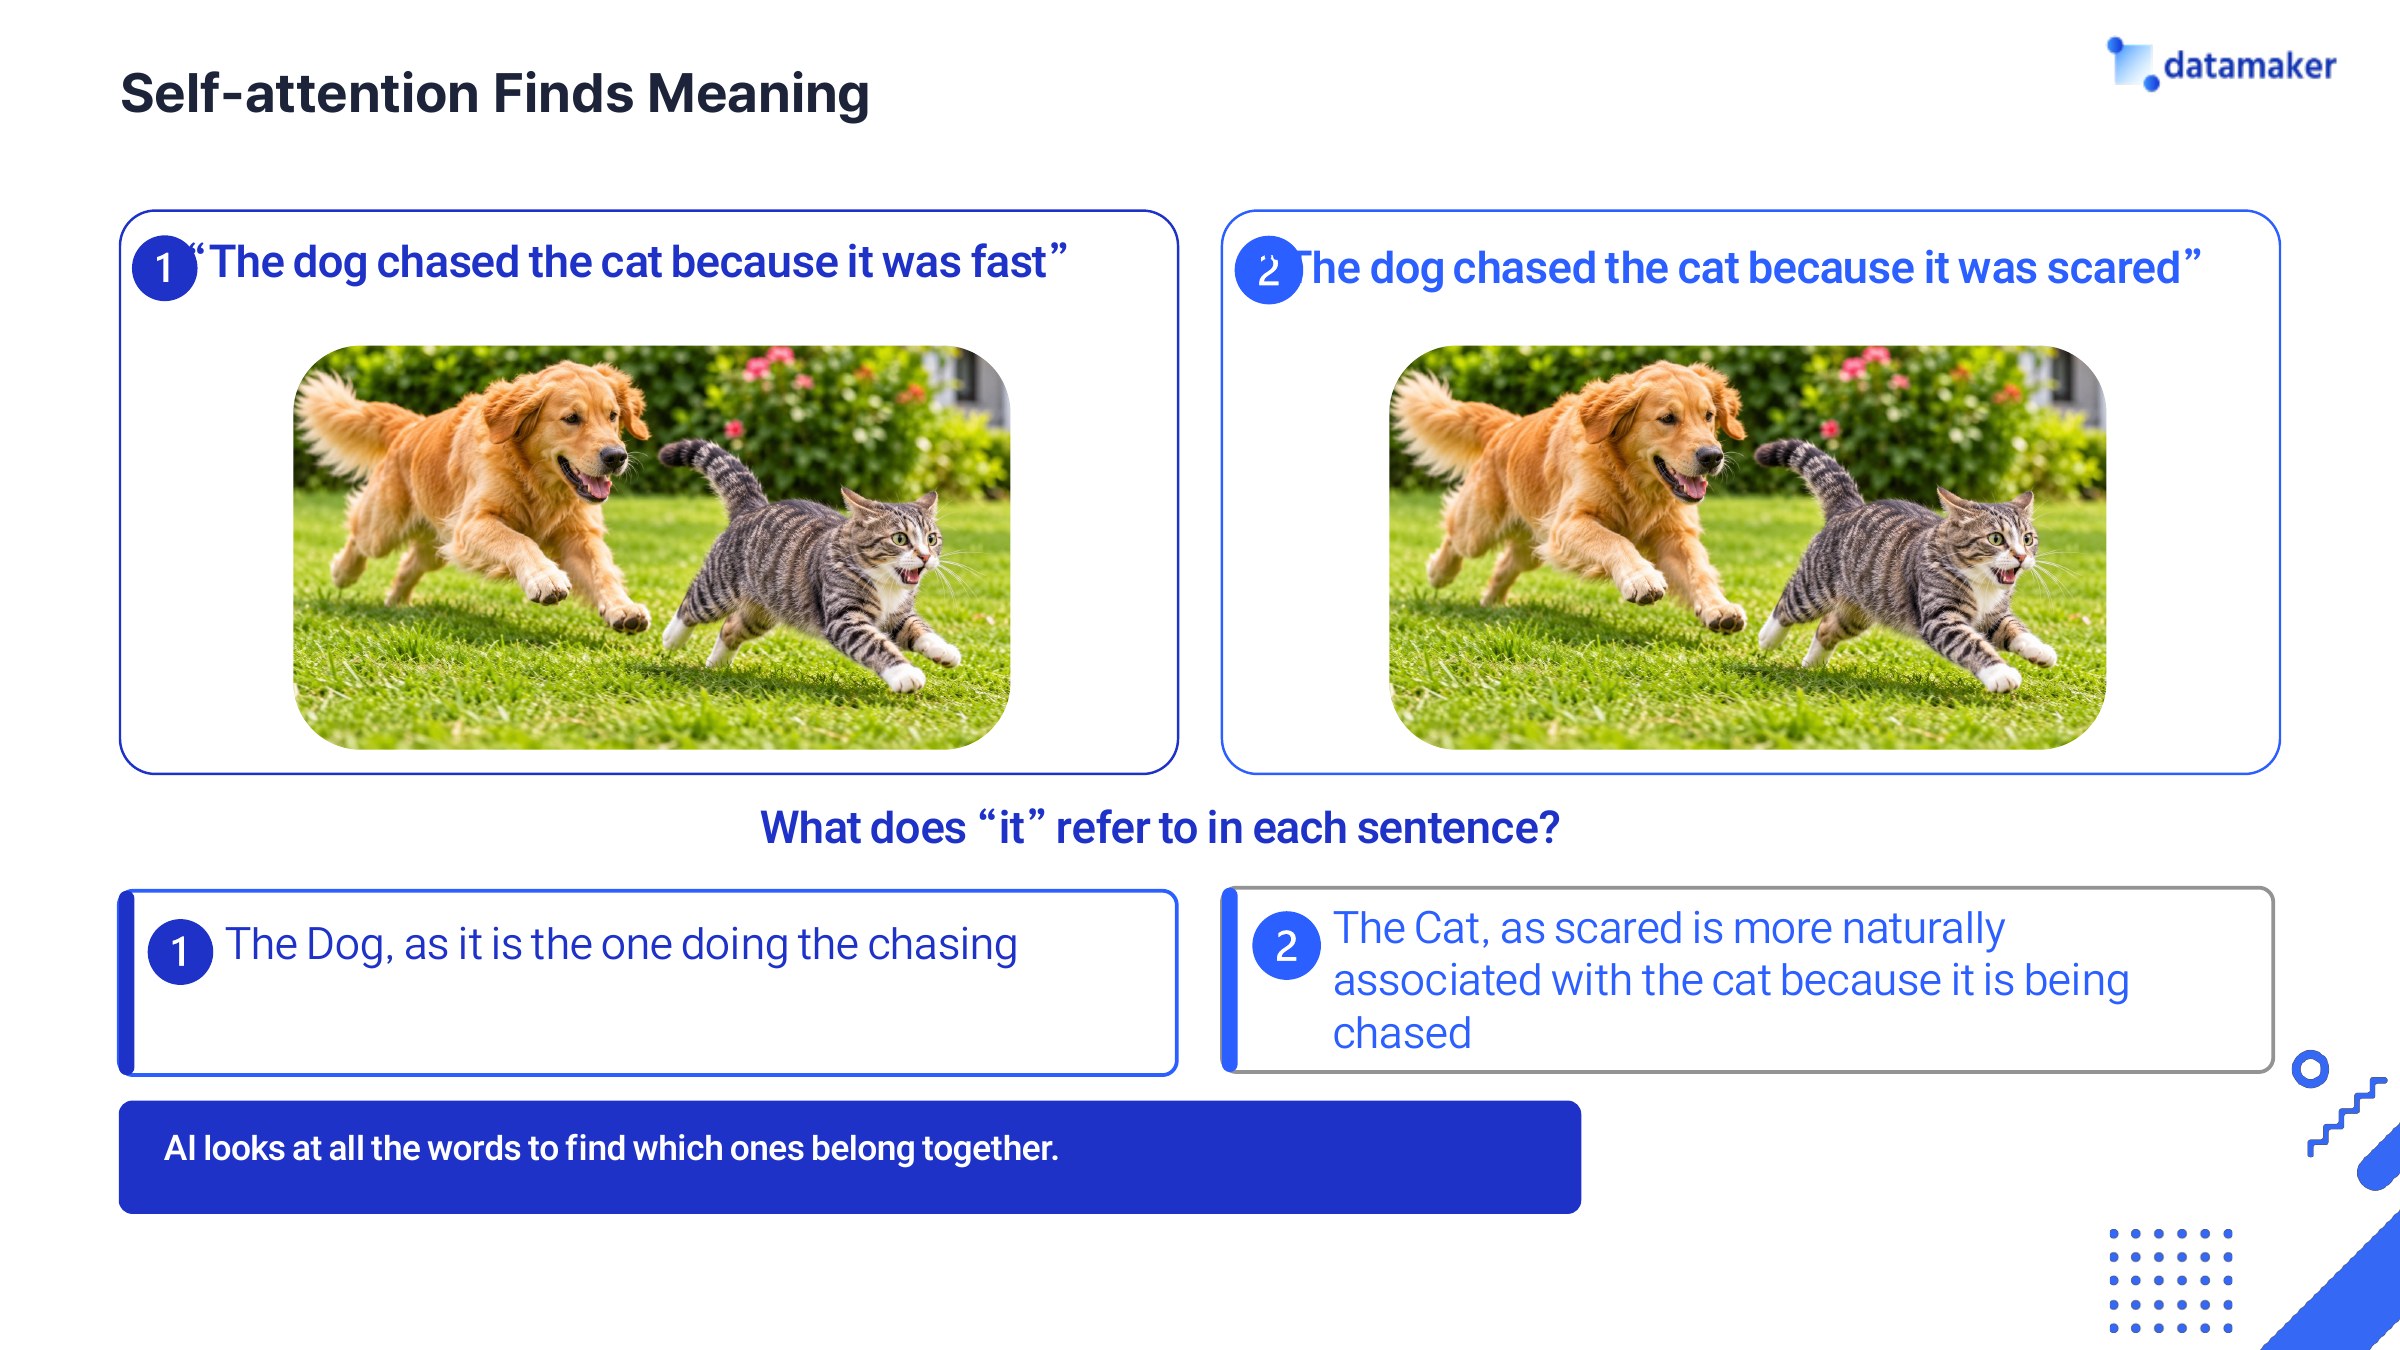 Self-attention Finds Meaning
datamaker
1 “The dog chased the cat because it was fast”
2 The dog chased the cat because it was scared”
What does “it” refer to in each sentence?
1 The Dog, as it is the one doing the chasing
2 The Cat, as scared is more naturally
associated with the cat because it is being
chased
AI looks at all the words to find which ones belong together.